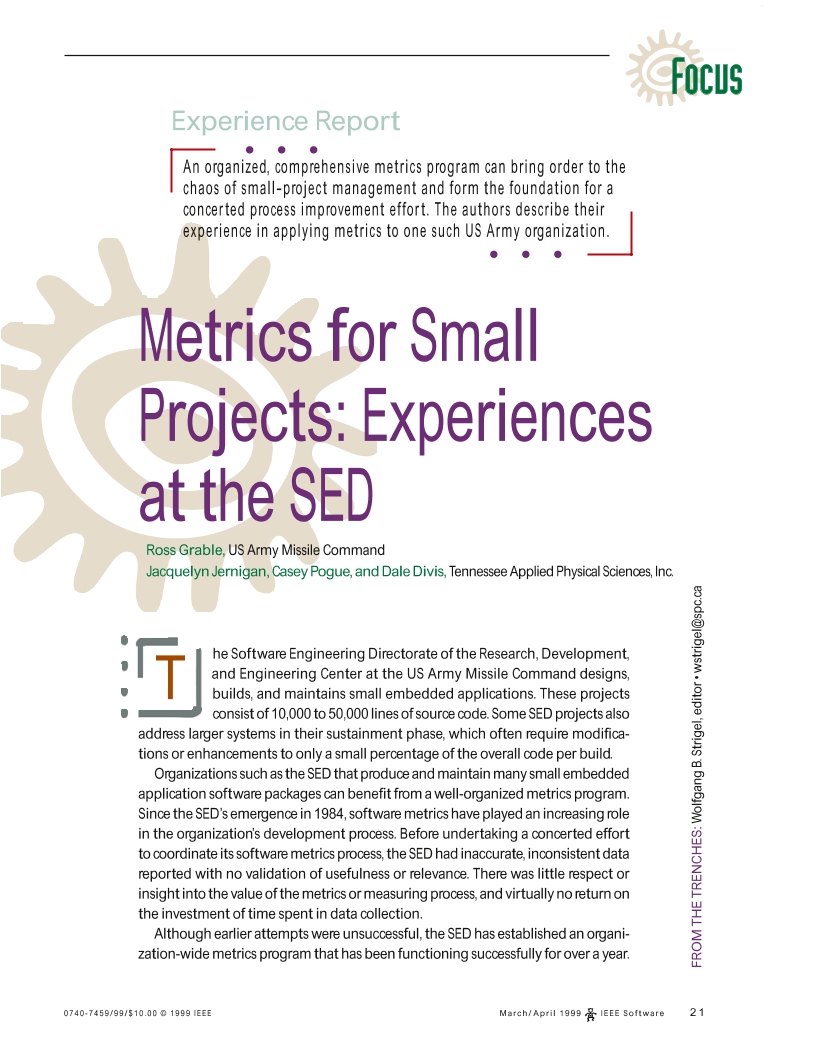 Focus
Experience Report
An organized, comprehensive metrics program can bring order to the
chaos of small-project management and form the foundation for a
concerted process improvement effort. The authors describe their
experience in applying metrics to one such US Army organization.
Metrics for Small
Projects: Experiences
at the SED
Ross Grable, US Army Missile Command
Jacquelyn Jernigan, Casey Pogue, and Dale Divis, Tennessee Applied Physical Sciences, Inc.
The Software Engineering Directorate of the Research, Development,
and Engineering Center at the US Army Missile Command designs,
builds, and maintains small embedded applications. These projects
consist of 10,000 to 50,000 lines of source code. Some SED projects also
address larger systems in their sustainment phase, which often require modifica-
tions or enhancements to only a small percentage of the overall code per build.
Organizations such as the SED that produce and maintain many small embedded
application software packages can benefit from a well-organized metrics program.
Since the SED's emergence in 1984, software metrics have played an increasing role
in the organization's development process. Before undertaking a concerted effort
to coordinate its software metrics process, the SED had inaccurate, inconsistent data
reported with no validation of usefulness or relevance. There was little respect or
insight into the value of the metrics or measuring process, and virtually no return on
the investment of time spent in data collection.
Although earlier attempts were unsuccessful, the SED has established an organi-
zation-wide metrics program that has been functioning successfully for over a year.
FROM THE TRENCHES: Wolfgang B. Strigel, editor • wstrigel@spc.ca
0740-7459/99/$10.00 © 1999 IEEE
March/April 1999 IEEE Software 21